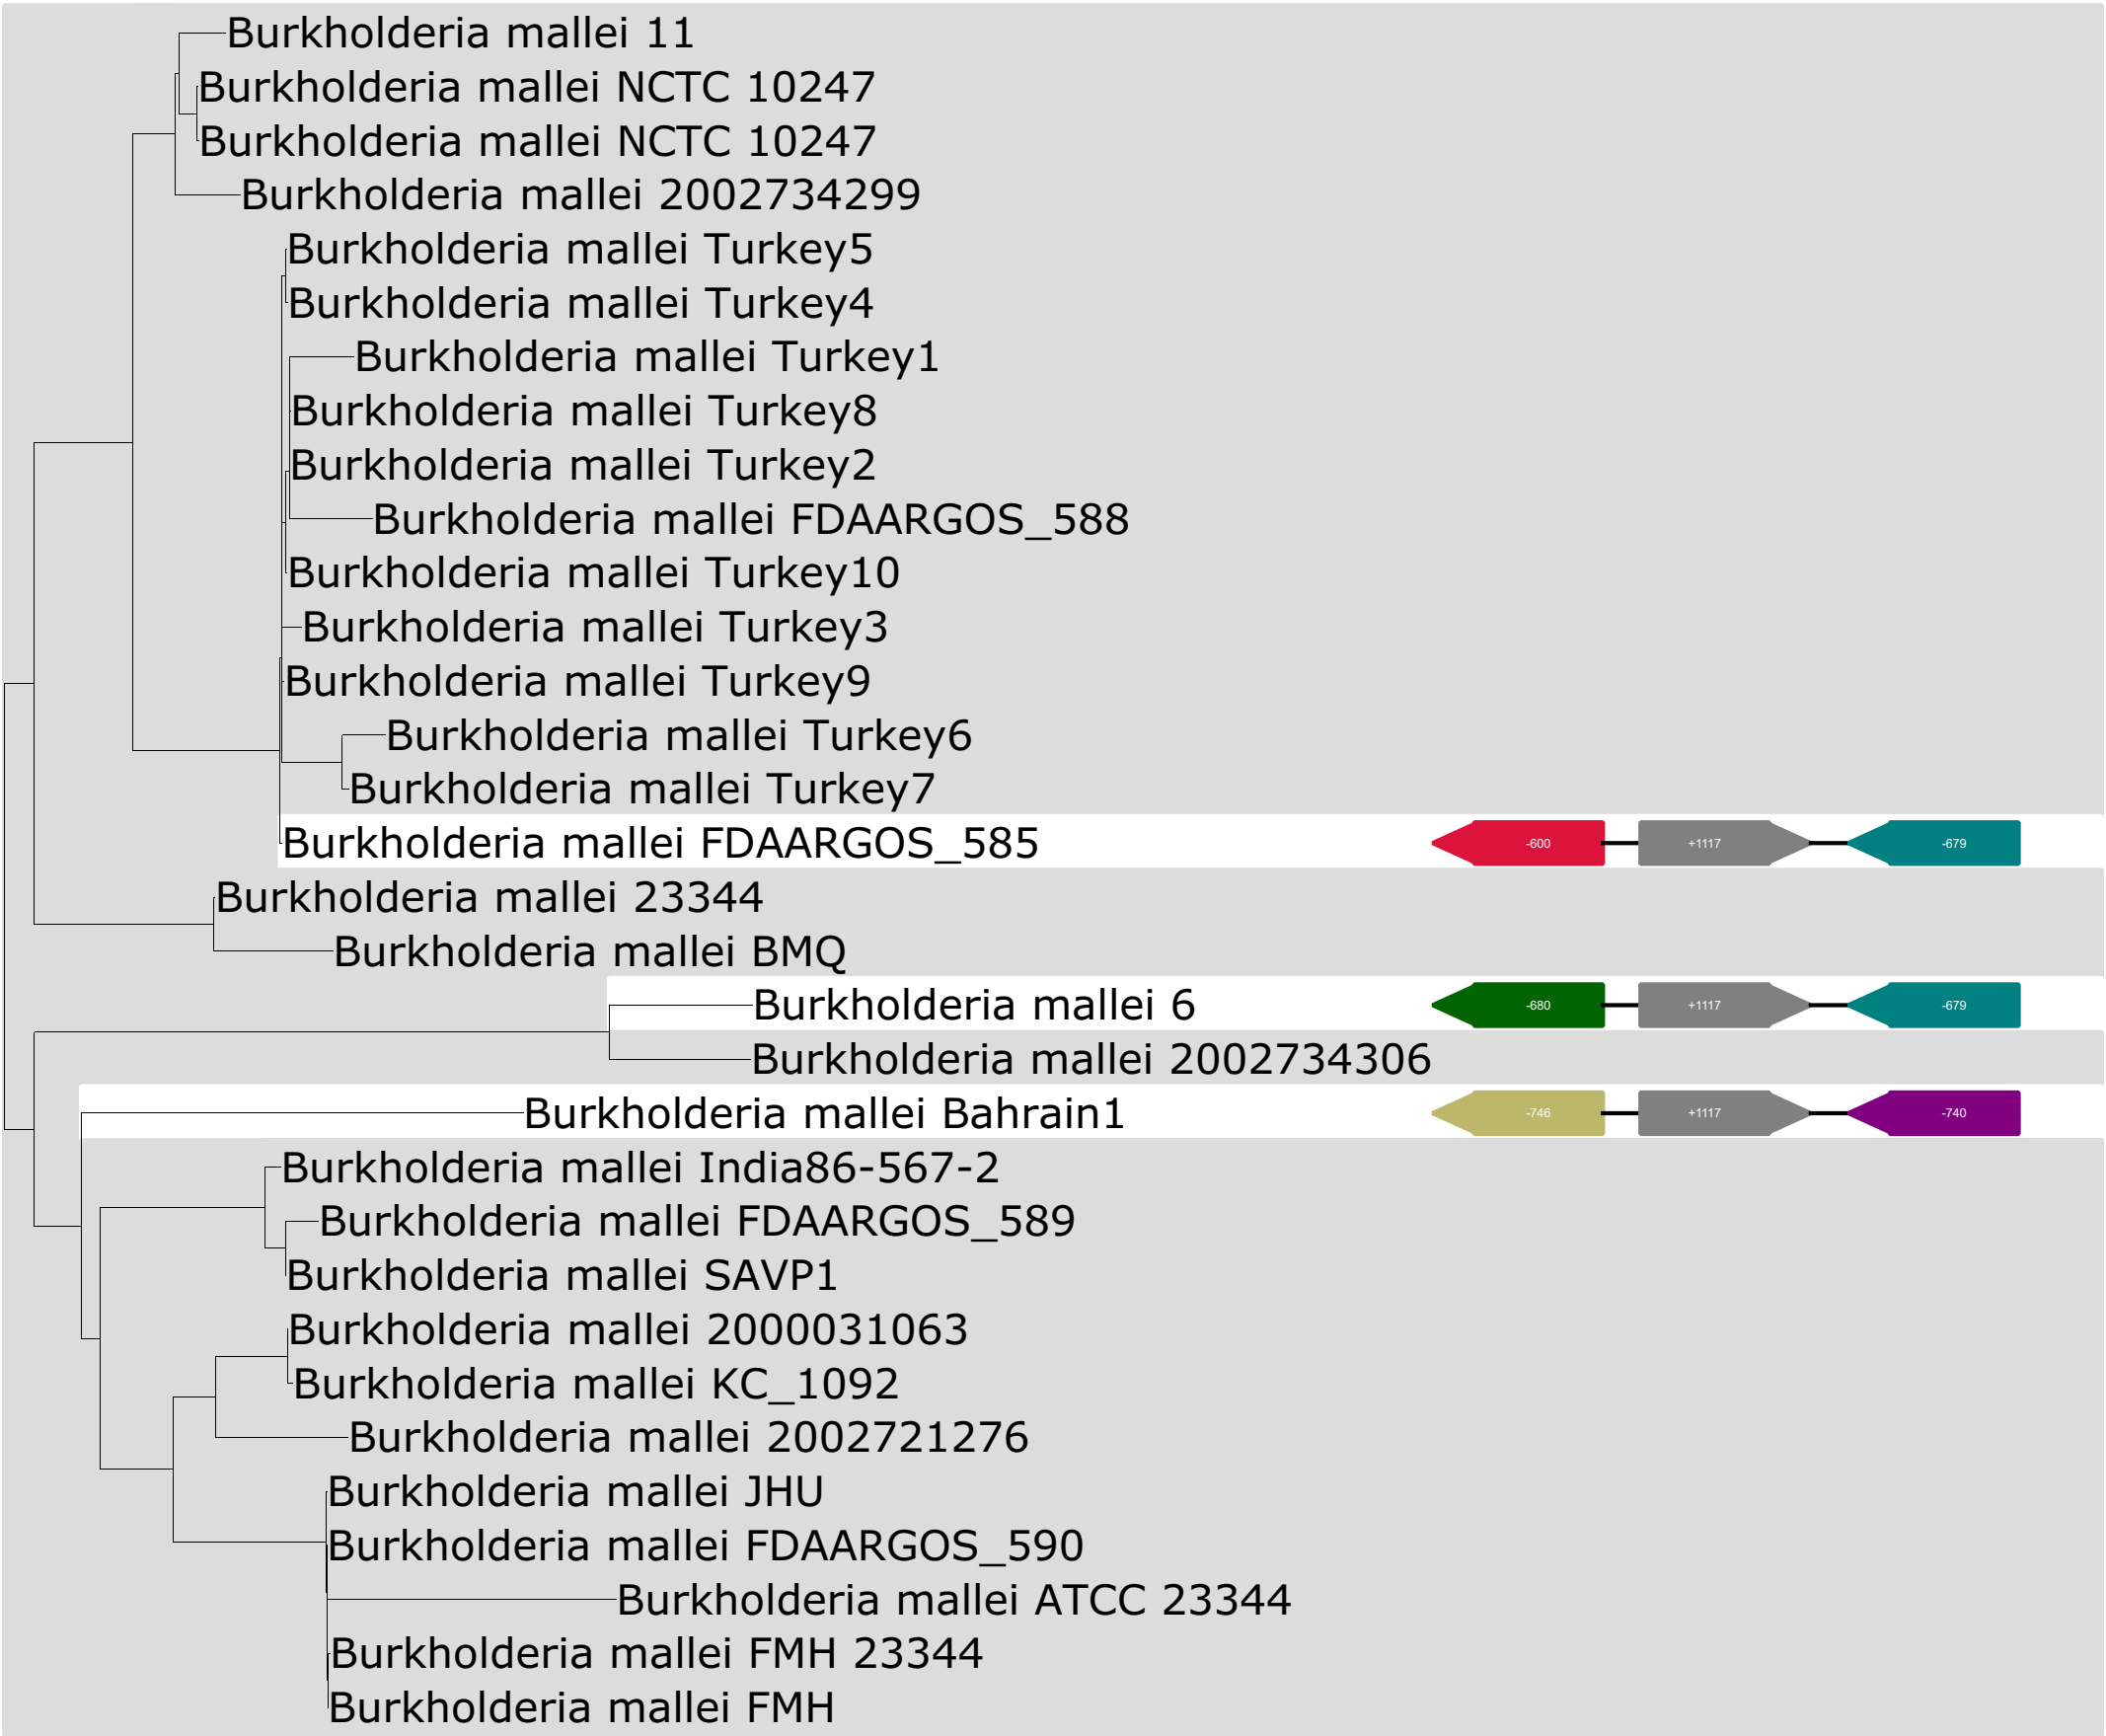 Burkholderia mallei 11
Burkholderia mallei NCTC 10247
Burkholderia mallei NCTC 10247
Burkholderia mallei 2002734299
Burkholderia mallei Turkey5
Burkholderia mallei Turkey4
Burkholderia mallei Turkey1
Burkholderia mallei Turkey8
Burkholderia mallei Turkey2
Burkholderia mallei FDAARGOS_588
Burkholderia mallei Turkey10
Burkholderia mallei Turkey3
Burkholderia mallei Turkey9
Burkholderia mallei Turkey6
Burkholderia mallei Turkey7
Burkholderia mallei FDAARGOS_585 -600 +1117 -679
Burkholderia mallei 23344
Burkholderia mallei BMQ
Burkholderia mallei 6 -680 +1117 -679
Burkholderia mallei 2002734306
Burkholderia mallei Bahrain1 -746 +1117 -740
Burkholderia mallei India86-567-2
Burkholderia mallei FDAARGOS_589
Burkholderia mallei SAVP1
Burkholderia mallei 2000031063
Burkholderia mallei KC_1092
Burkholderia mallei 2002721276
Burkholderia mallei JHU
Burkholderia mallei FDAARGOS_590
Burkholderia mallei ATCC 23344
Burkholderia mallei FMH 23344
Burkholderia mallei FMH